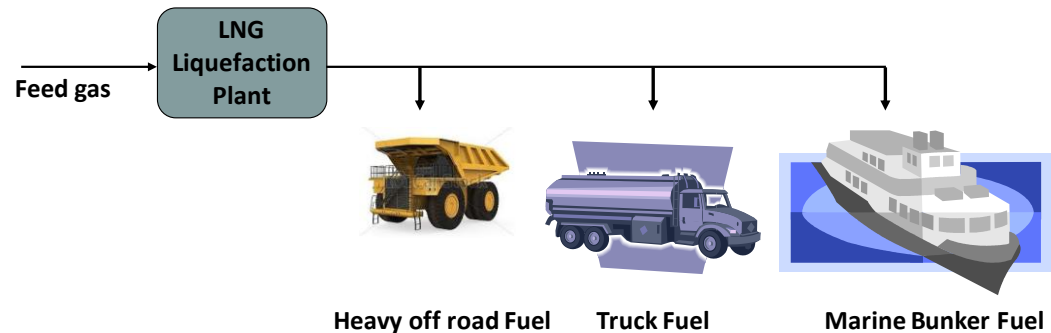 LNG
Liquefaction
Plant
Feed gas
Heavy off road Fuel
Truck Fuel
Marine Bunker Fuel